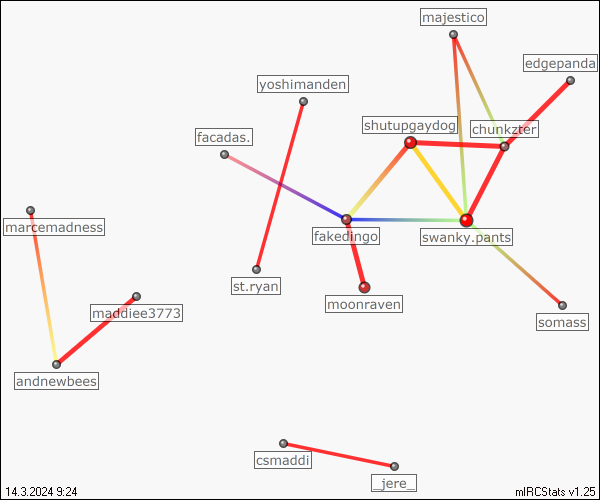 majestico
edgepanda
yoshimanden
shutupgaydog
chunkzter
facadas.
marcemadness
fakedingo
swanky.pants
st.ryan
moonraven
maddiee3773
somass
andnewbees
csmaddi
_jere_
14.3.2024 9:24
mIRCStats v1.25